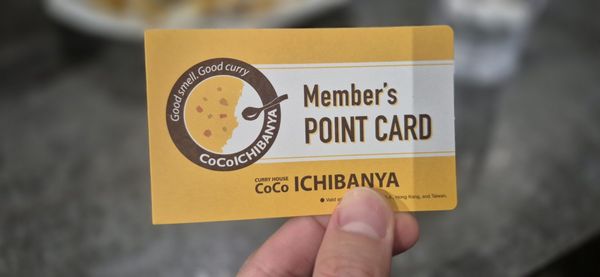 Good smell. Good curry
CoCoICHIBANYA
Member's
POINT CARD
CURRY HOUSE
CoCo ICHIBANYA
Valid Hong Kong, and Taiwan.